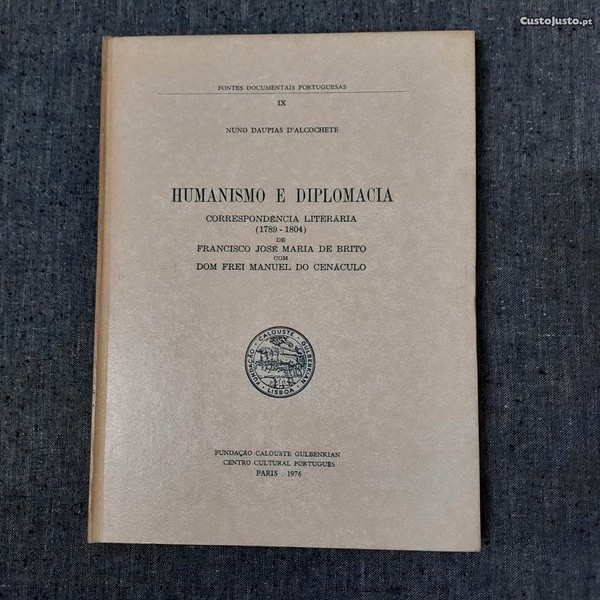 CustoJusto.pt
FONTES DOCUMENTAIS PORTUGUESAS
IX
NUNO DAUPIAS D'ALCOCHETE
HUMANISMO E DIPLOMACIA
CORRESPONDÊNCIA LITERÁRIA
(1789 - 1804)
DE
FRANCISCO JOSÉ MARIA DE BRITO
COM
DOM FREI MANUEL DO CENÁCULO
FUNDAÇÃO · CALOUSTE · GULBENKIAN · LISBOA ·
FUNDAÇÃO CALOUSTE GULBENKIAN
CENTRO CULTURAL PORTUGUÊS
PARIS . 1976